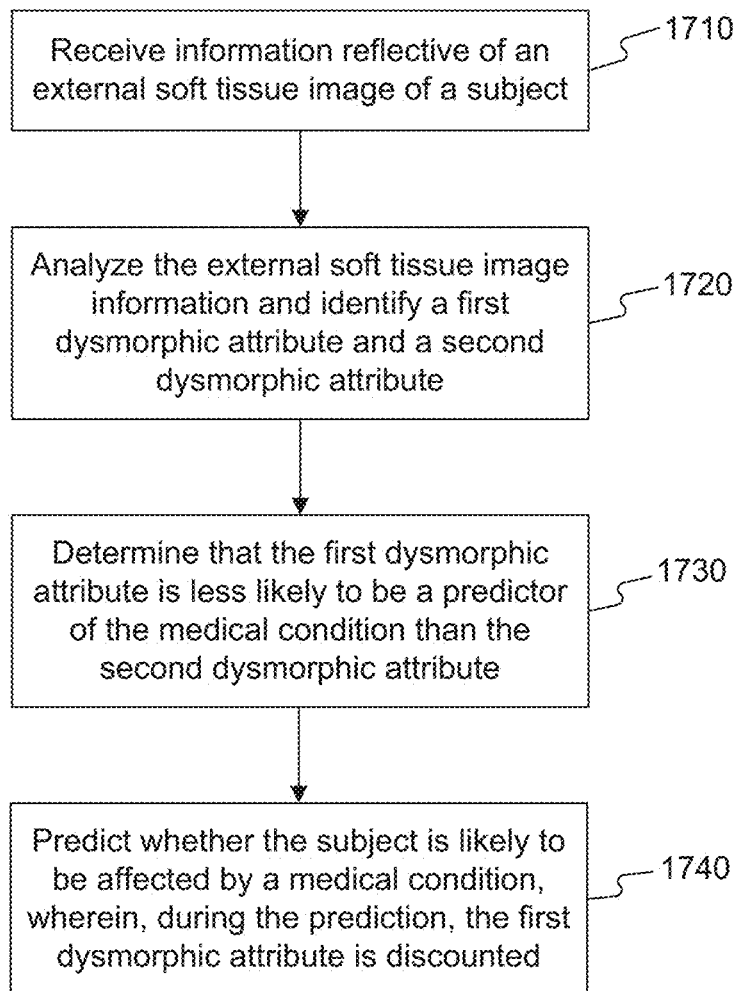 Receive information reflective of an
external soft tissue image of a subject
1710
Analyze the external soft tissue image
information and identify a first
dysmorphic attribute and a second
dysmorphic attribute
1720
Determine that the first dysmorphic
attribute is less likely to be a predictor
of the medical condition than the
second dysmorphic attribute
1730
Predict whether the subject is likely to
be affected by a medical condition,
wherein, during the prediction, the first
dysmorphic attribute is discounted
1740